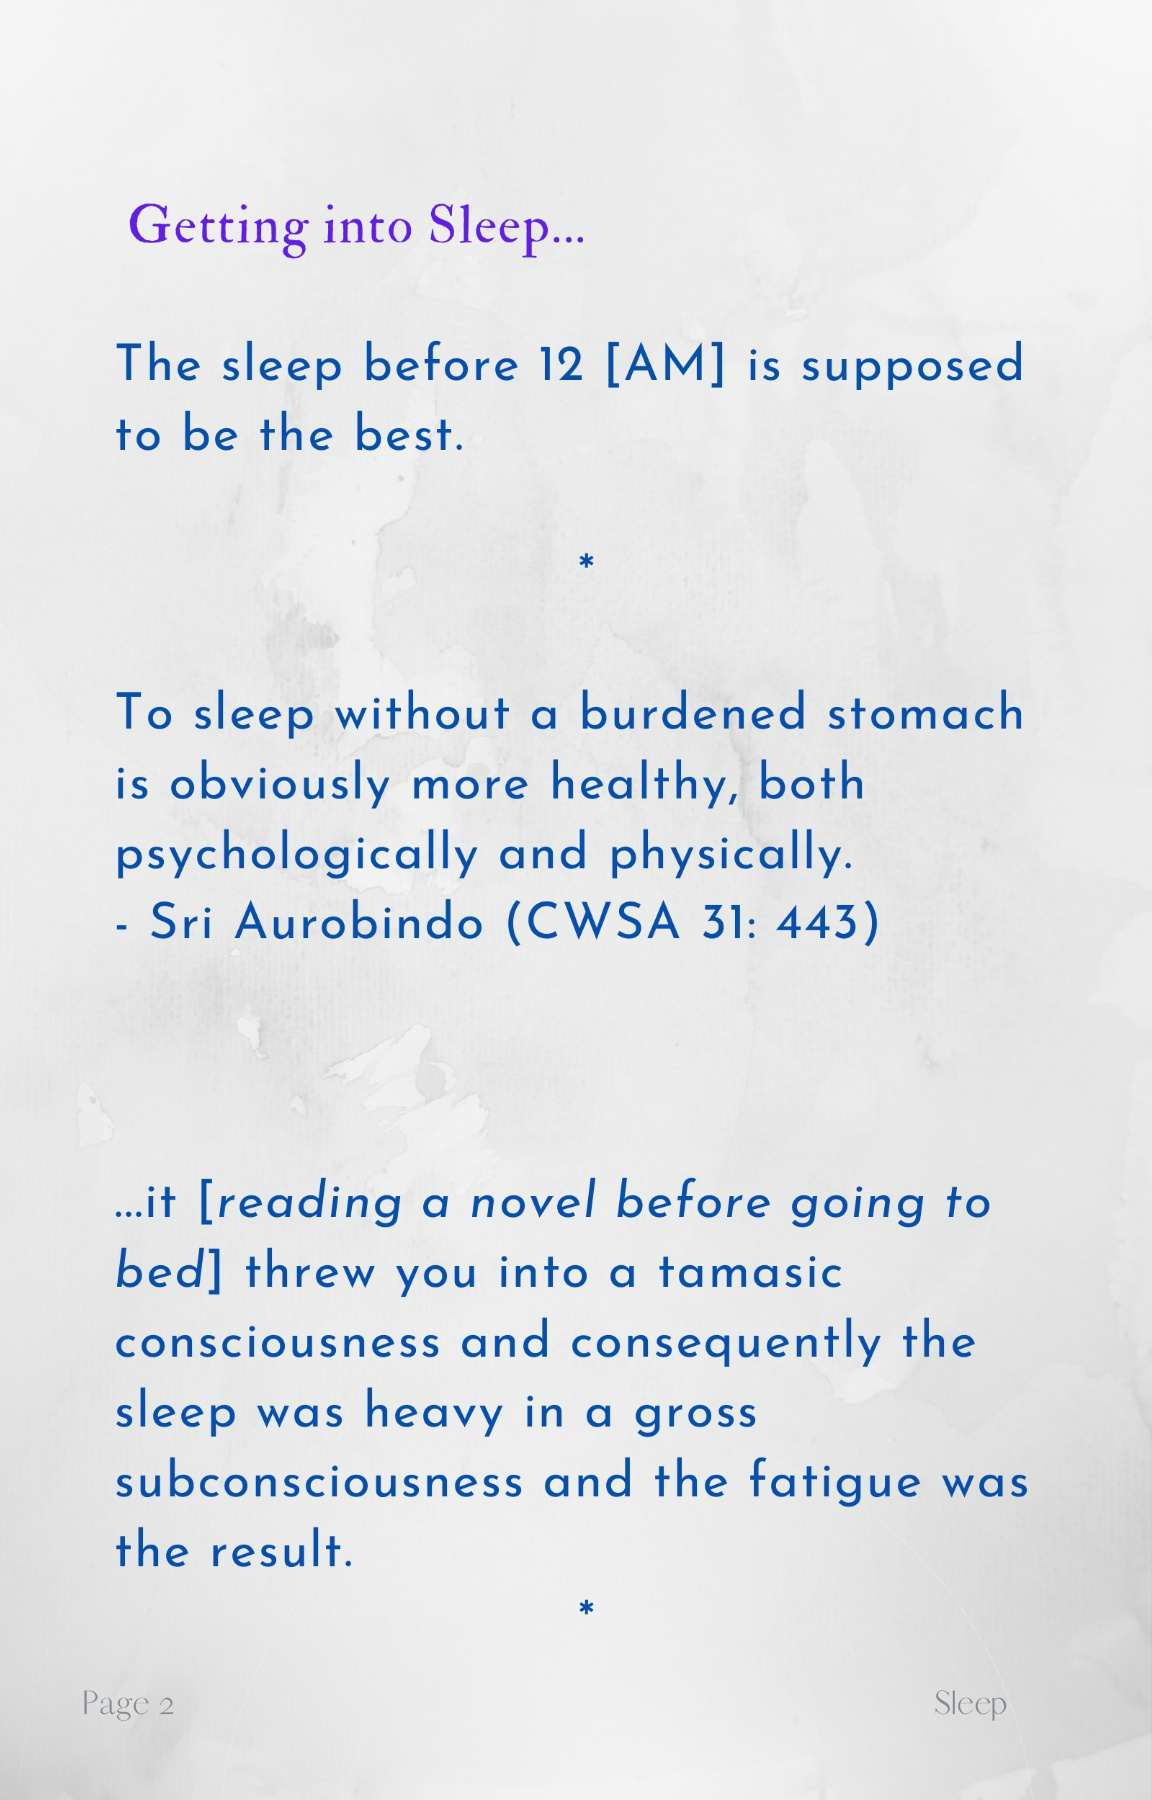 Getting into Sleep...
The sleep before 12 [AM] is supposed
to be the best.
*
To sleep without a burdened stomach
is obviously more healthy, both
psychologically and physically.
- Sri Aurobindo (CWSA 31: 443)
...it [reading a novel before going to
bed] threw you into a tamasic
consciousness and consequently the
sleep was heavy in a gross
subconsciousness and the fatigue was
the result.
*
Page 2
Sleep